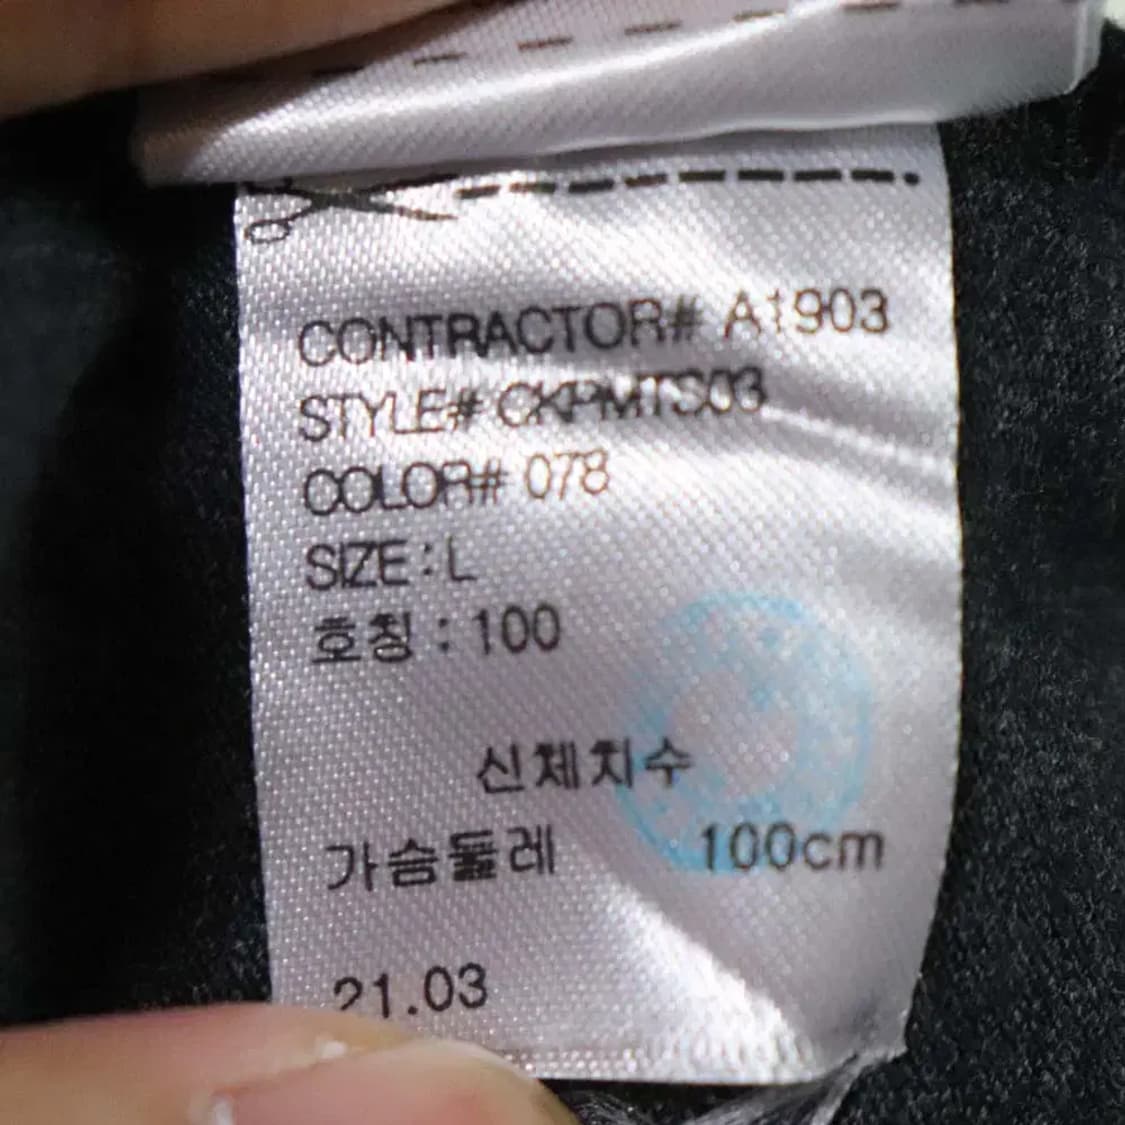 CONTRACTOR# A1903
STYLE# CKPMTS03
COLOR# 078
SIZE : L
호칭 : 100
신체치수
가슴둘레 100cm
21.03